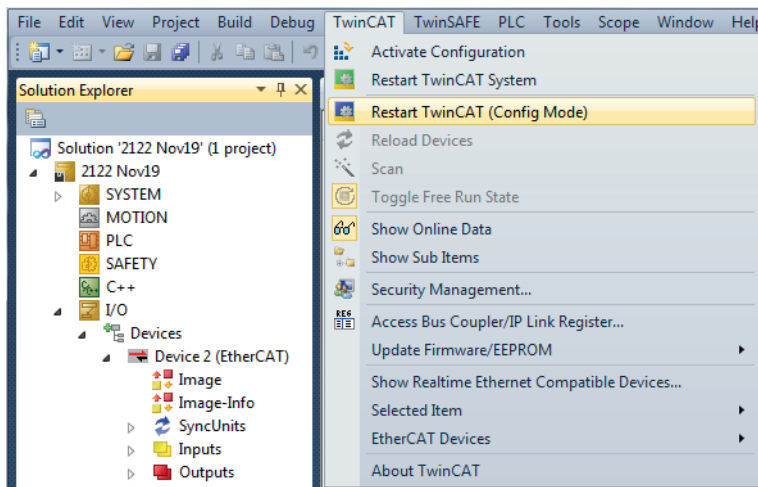 File Edit View Project Build Debug TwinCAT TwinSAFE PLC Tools Scope Window Help
Solution Explorer
Solution '2122 Nov19' (1 project)
2122 Nov19
SYSTEM
MOTION
PLC
SAFETY
C++
I/O
Devices
Device 2 (EtherCAT)
Image
Image-Info
SyncUnits
Inputs
Outputs
Activate Configuration
Restart TwinCAT System
Restart TwinCAT (Config Mode)
Reload Devices
Scan
Toggle Free Run State
Show Online Data
Show Sub Items
Security Management...
REG
Access Bus Coupler/IP Link Register...
Update Firmware/EEPROM
Show Realtime Ethernet Compatible Devices...
Selected Item
EtherCAT Devices
About TwinCAT